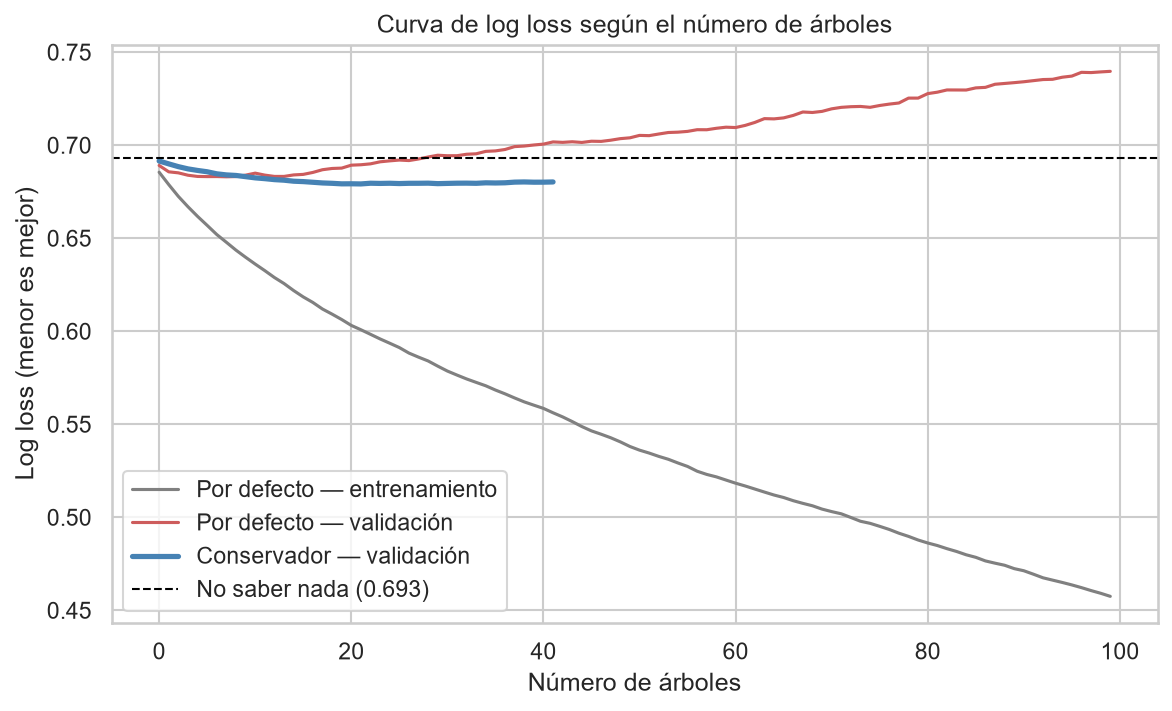 Curva de log loss según el número de árboles
Log loss (menor es mejor)
0.75
0.70
0.65
0.60
0.55
0.50
0.45
Por defecto — entrenamiento
Por defecto — validación
Conservador — validación
No saber nada (0.693)
0 20 40 60 80 100
Número de árboles